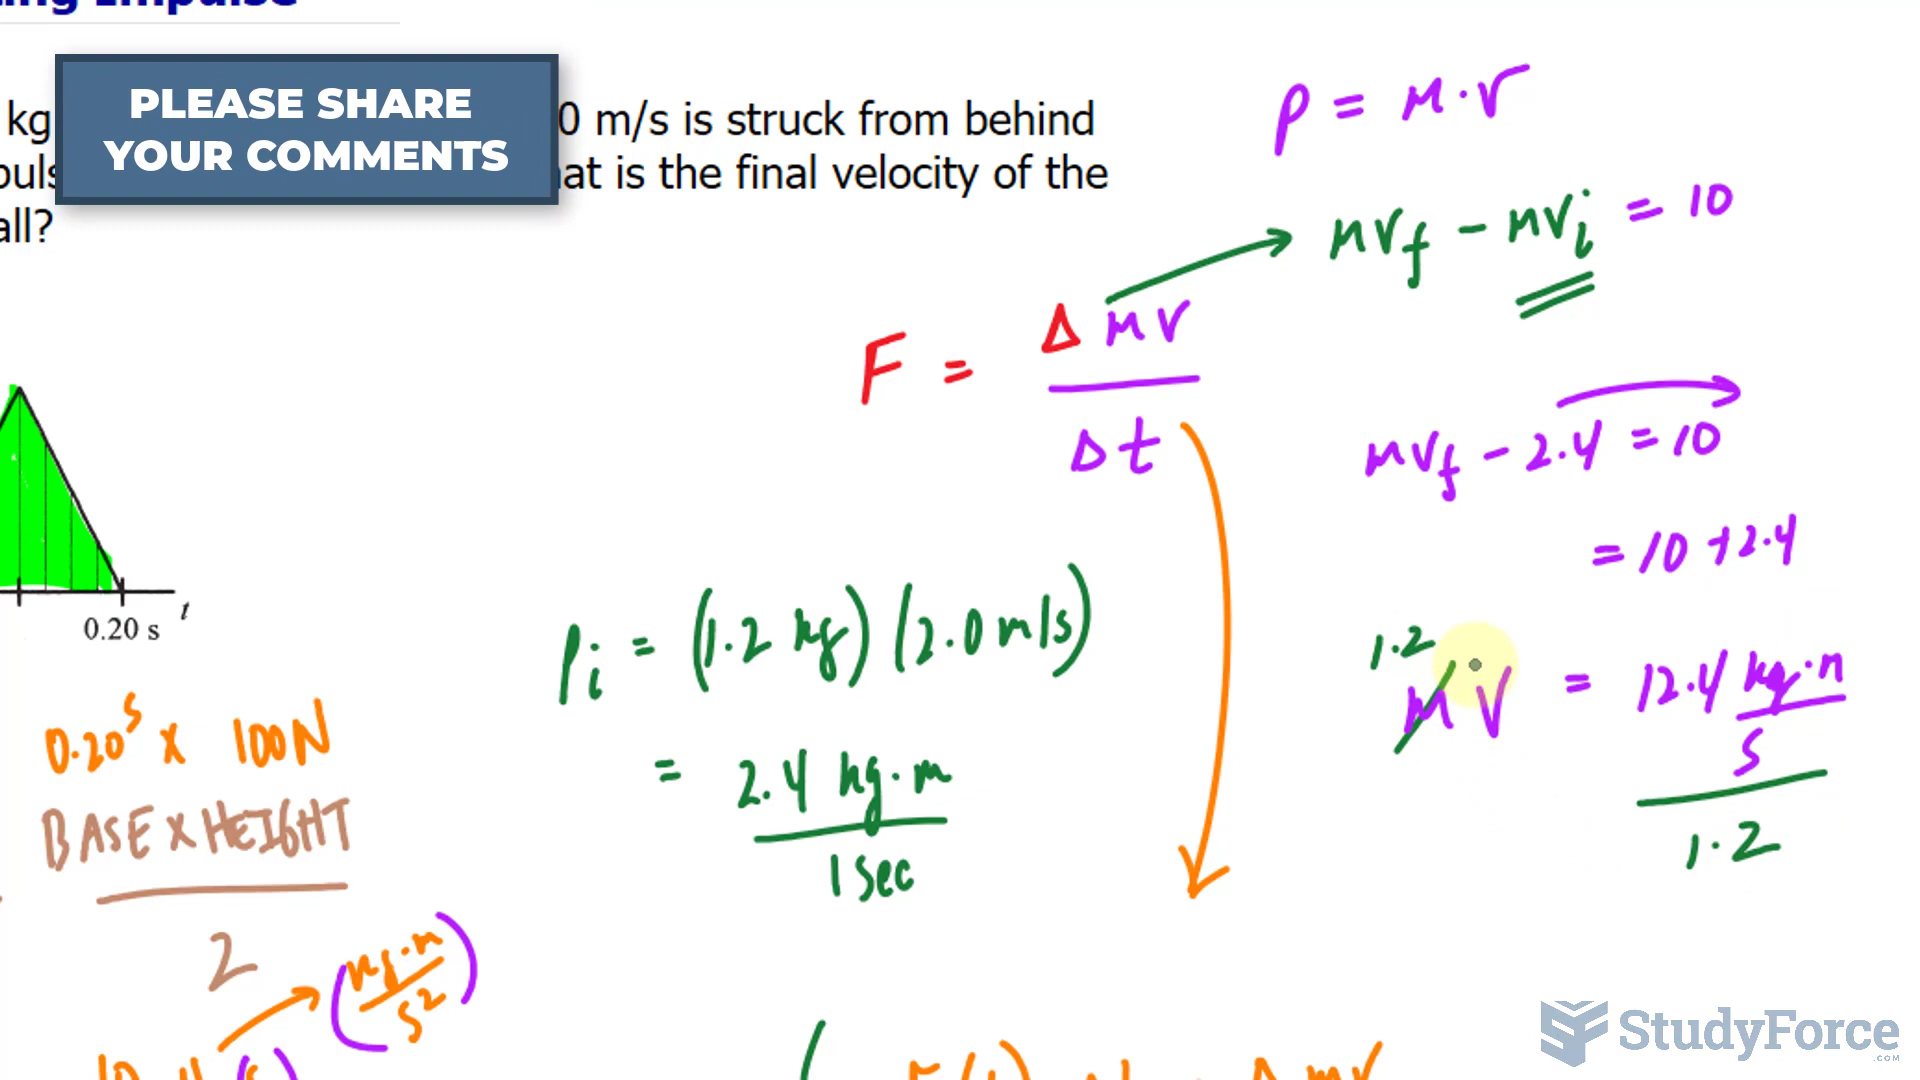 PLEASE SHARE
YOUR COMMENTS
kg 0 m/s is struck from behind
at is the final velocity of the
all?
p = m · v
mvf - mvi = 10
F = Δmv
Δt
mvf - 2.4 = 10
= 10 + 2.4
1.2
mv = 12.4 kg·m
s
1.2
0.20 s
t
Pi = (1.2 kg)(2.0 m/s)
= 2.4 kg·m
1 sec
0.20s x 100N
BASE x HEIGHT
2
(kg·m
s2)
StudyForce
.COM